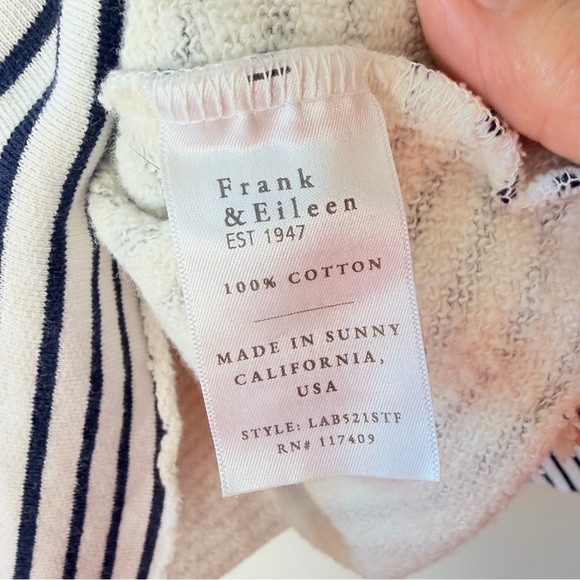 Frank
& Eileen
EST 1947
100% COTTON
MADE IN SUNNY
CALIFORNIA,
USA
STYLE: LAB521STF
RN# 117409